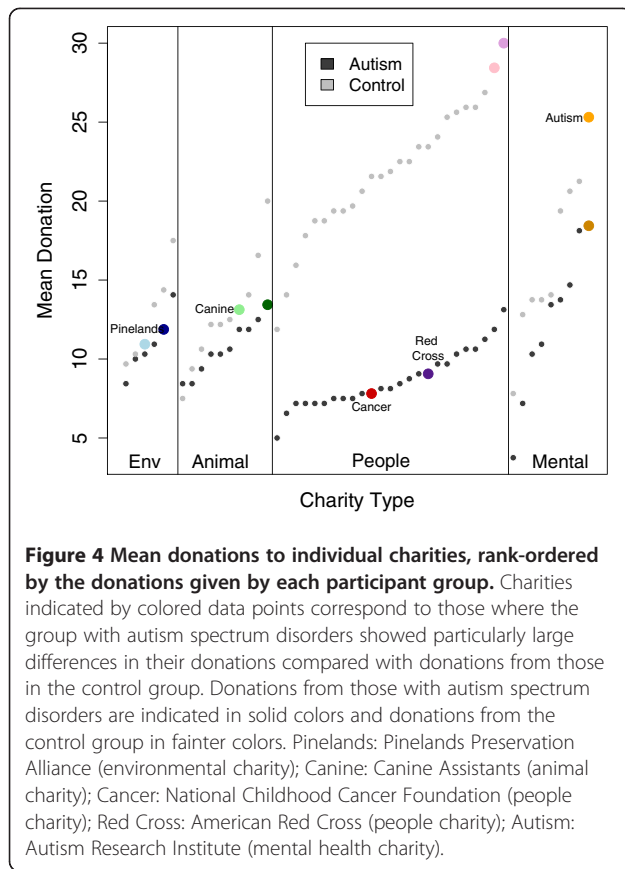 30
25
20
15
10
5
Mean Donation
Autism
Control
Autism
Canine
Pineland
Red
Cross
Cancer
Env Animal People Mental
Charity Type
Figure 4 Mean donations to individual charities, rank-ordered
by the donations given by each participant group. Charities
indicated by colored data points correspond to those where the
group with autism spectrum disorders showed particularly large
differences in their donations compared with donations from those
in the control group. Donations from those with autism spectrum
disorders are indicated in solid colors and donations from the
control group in fainter colors. Pinelands: Pinelands Preservation
Alliance (environmental charity); Canine: Canine Assistants (animal
charity); Cancer: National Childhood Cancer Foundation (people
charity); Red Cross: American Red Cross (people charity); Autism:
Autism Research Institute (mental health charity).